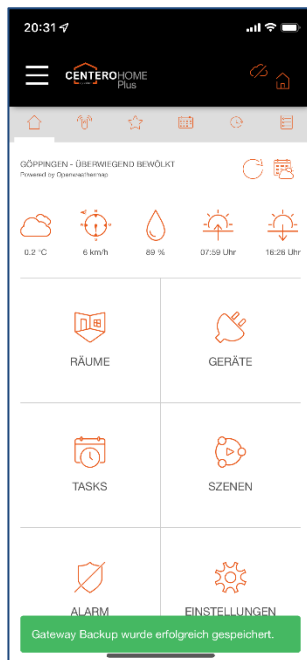 20:31
CENTEROHOME
Plus
GÖPPINGEN - ÜBERWIEGEND BEWÖLKT
Powered by Openweathermap
0.2 °C 6 km/h 89 % 07:59 Uhr 16:26 Uhr
RÄUME GERÄTE
TASKS SZENEN
ALARM EINSTELLUNGEN
Gateway Backup wurde erfolgreich gespeichert.